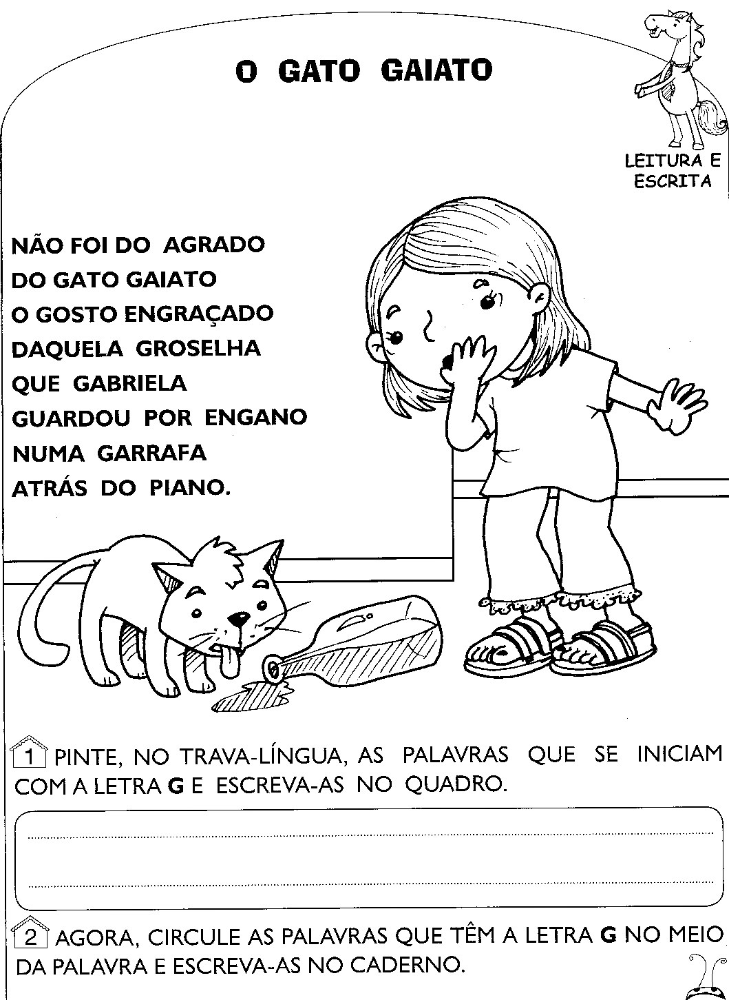 O GATO GAIATO
LEITURA E
ESCRITA
NÃO FOI DO AGRADO
DO GATO GAIATO
O GOSTO ENGRAÇADO
DAQUELA GROSELHA
QUE GABRIELA
GUARDOU POR ENGANO
NUMA GARRAFA
ATRÁS DO PIANO.
1 PINTE, NO TRAVA-LÍNGUA, AS PALAVRAS QUE SE INICIAM
COM A LETRA G E ESCREVA-AS NO QUADRO.
2 AGORA, CIRCULE AS PALAVRAS QUE TÊM A LETRA G NO MEIO
DA PALAVRA E ESCREVA-AS NO CADERNO.